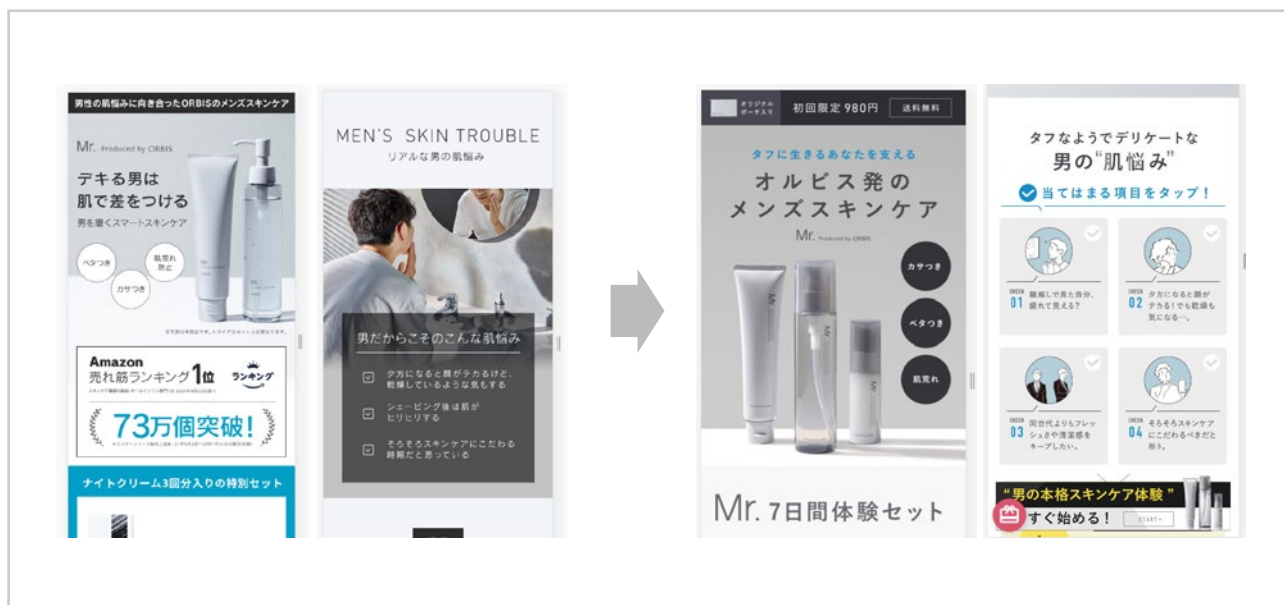 男性の肌悩みに向き合ったORBISのメンズスキンケア
Mr. Produced by ORBIS
デキる男は
肌で差をつける
男を磨くスマートスキンケア
ベタつき
肌荒れ
防止
カサつき
Amazon
売れ筋ランキング1位
ランキング
73万個突破!
ナイトクリーム3回分入りの特別セット
MEN'S SKIN TROUBLE
リアルな男の肌悩み
男だからこそのこんな肌悩み
夕方になると顔がテカるけど、
乾燥しているような気もする
シェービング後は肌が
ヒリヒリする
そろそろスキンケアにこだわる
時期だと思っている
オリジナル
ポーチ入り
初回限定 980円
送料無料
タフに生きるあなたを支える
オルビス発の
メンズスキンケア
Mr. Produced by ORBIS
カサつき
ベタつき
肌荒れ
Mr. 7日間体験セット
タフなようでデリケートな
男の“肌悩み”
当てはまる項目をタップ!
CHECK
01
鏡越しで見た自分、
疲れて見える?
CHECK
02
夕方になると顔が
テカる!でも乾燥も
気になる…。
CHECK
03
同世代よりもフレッ
シュさや清潔感を
キープしたい。
CHECK
04
そろそろスキンケア
にこだわるべきだと
思う。
“男の本格スキンケア体験”
すぐ始める!
START